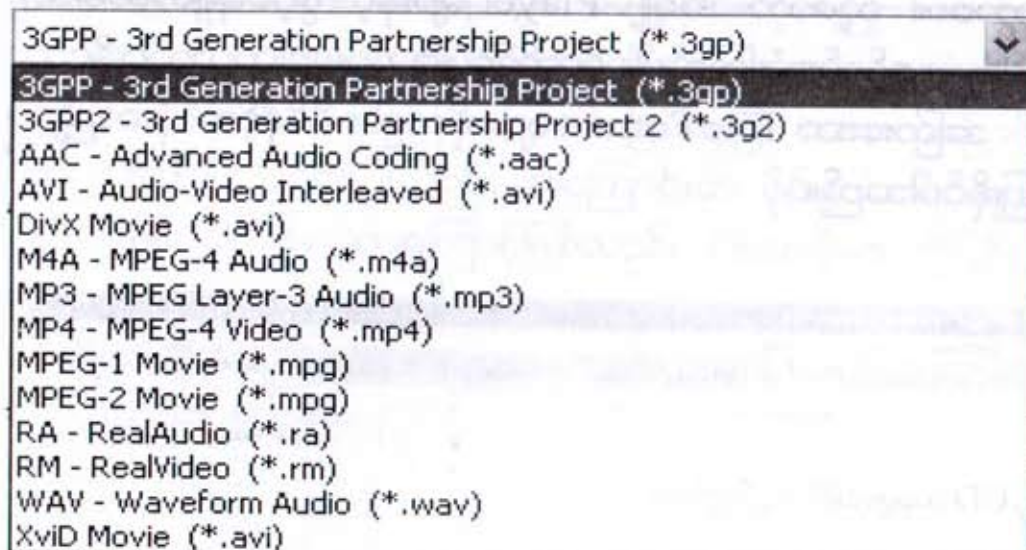 3GPP - 3rd Generation Partnership Project (*.3gp)
3GPP - 3rd Generation Partnership Project (*.3gp)
3GPP2 - 3rd Generation Partnership Project 2 (*.3g2)
AAC - Advanced Audio Coding (*.aac)
AVI - Audio-Video Interleaved (*.avi)
DivX Movie (*.avi)
M4A - MPEG-4 Audio (*.m4a)
MP3 - MPEG Layer-3 Audio (*.mp3)
MP4 - MPEG-4 Video (*.mp4)
MPEG-1 Movie (*.mpg)
MPEG-2 Movie (*.mpg)
RA - RealAudio (*.ra)
RM - RealVideo (*.rm)
WAV - Waveform Audio (*.wav)
XviD Movie (*.avi)